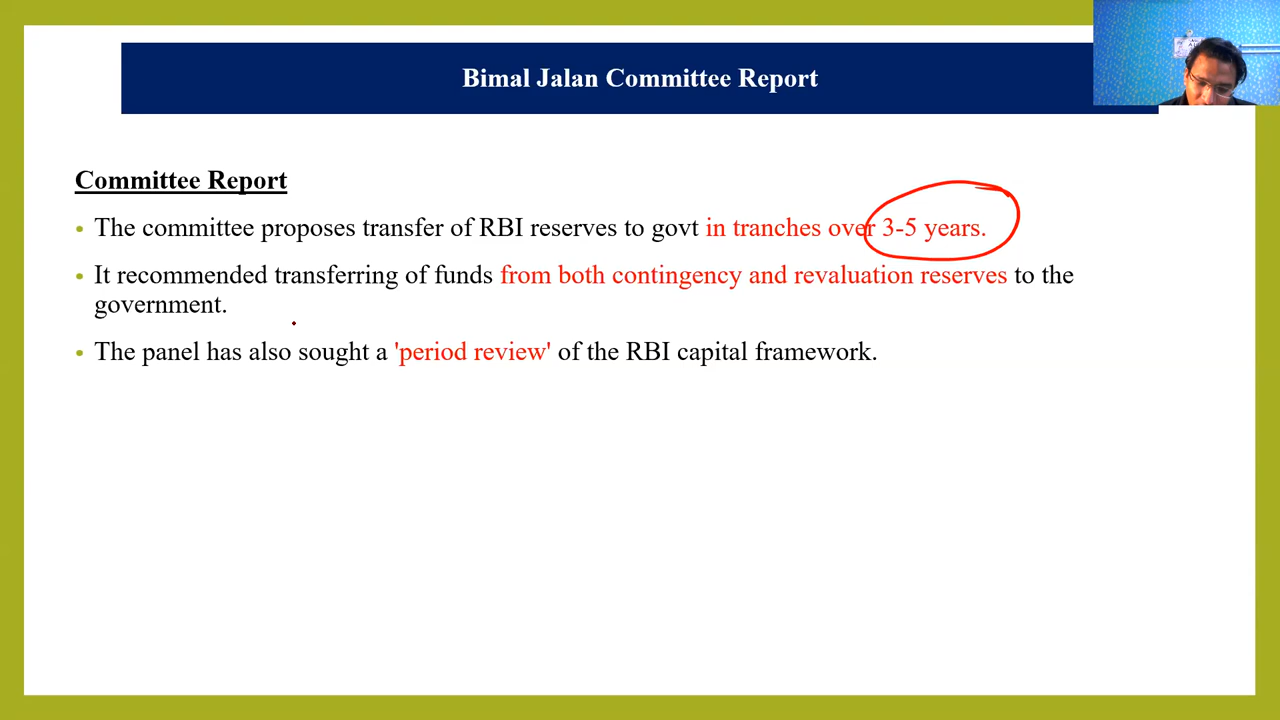 Bimal Jalan Committee Report
Committee Report
• The committee proposes transfer of RBI reserves to govt in tranches over 3-5 years.
• It recommended transferring of funds from both contingency and revaluation reserves to the
government.
• The panel has also sought a 'period review' of the RBI capital framework.